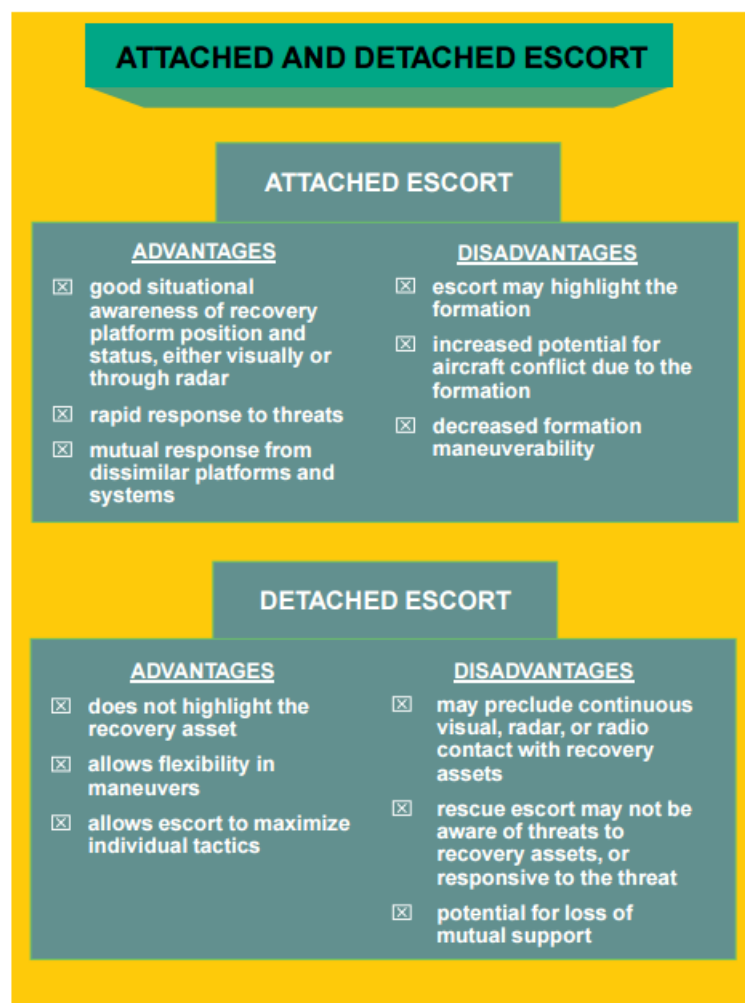 ATTACHED AND DETACHED ESCORT
ATTACHED ESCORT
ADVANTAGES
☒ good situational
awareness of recovery
platform position and
status, either visually or
through radar
☒ rapid response to threats
☒ mutual response from
dissimilar platforms and
systems
DISADVANTAGES
☒ escort may highlight the
formation
☒ increased potential for
aircraft conflict due to the
formation
☒ decreased formation
maneuverability
DETACHED ESCORT
ADVANTAGES
☒ does not highlight the
recovery asset
☒ allows flexibility in
maneuvers
☒ allows escort to maximize
individual tactics
DISADVANTAGES
☒ may preclude continuous
visual, radar, or radio
contact with recovery
assets
☒ rescue escort may not be
aware of threats to
recovery assets, or
responsive to the threat
☒ potential for loss of
mutual support